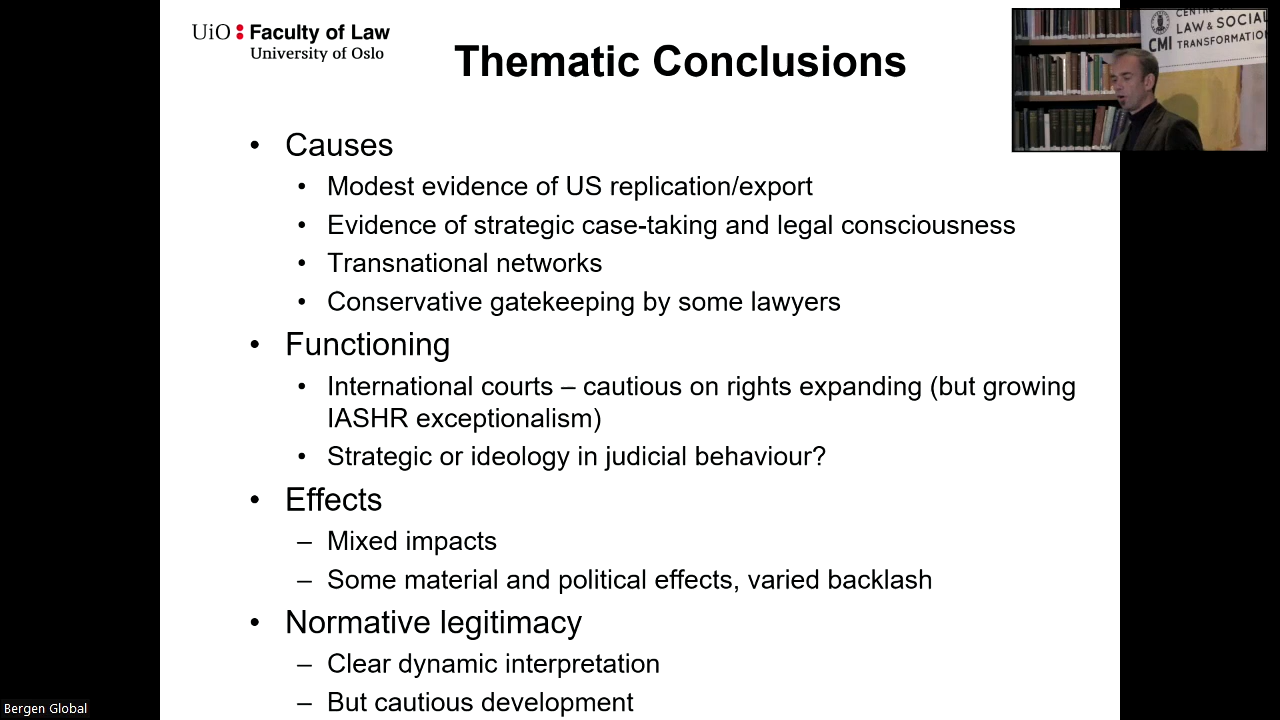 UiO : Faculty of Law
University of Oslo
Thematic Conclusions
CENTRE
LAW & SOCIAL
CMI TRANSFORMATION
• Causes
• Modest evidence of US replication/export
• Evidence of strategic case-taking and legal consciousness
• Transnational networks
• Conservative gatekeeping by some lawyers
• Functioning
• International courts – cautious on rights expanding (but growing
IASHR exceptionalism)
• Strategic or ideology in judicial behaviour?
• Effects
– Mixed impacts
– Some material and political effects, varied backlash
• Normative legitimacy
– Clear dynamic interpretation
– But cautious development
Bergen Global